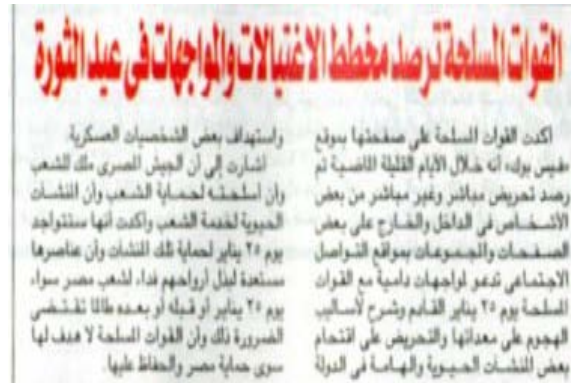 القوات المسلحة ترصد مخطط الاغتيالات والمواجهات فى عيد الثورة
أكدت القوات المسلحة على صفحتها بموقع
«فيس بوك» أنه خلال الأيام القليلة الماضية تم
رصد تحريض مباشر وغير مباشر من بعض
الأشخاص فى الداخل والخارج على بعض
الصفحات والمجموعات بمواقع التواصل
الاجتماعى تدعو لمواجهات دامية مع القوات
المسلحة يوم ٢٥ يناير القادم وشرح لأساليب
الهجوم على معداتها والتحريض على اقتحام
بعض المنشآت الحيوية والهامة فى الدولة
واستهداف بعض الشخصيات العسكرية.
أشارت إلى أن الجيش المصرى ملك للشعب
وأن أسلحته لحماية الشعب وأن المنشآت
الحيوية لخدمة الشعب وأكدت أنها ستتواجد
يوم ٢٥ يناير لحماية تلك المنشآت وأن عناصرها
مستعدة لبذل أرواحهم فداء لشعب مصر سواء
يوم ٢٥ يناير أو قبله أو بعده طالما تقتضى
الضرورة ذلك وأن القوات المسلحة لا هدف لها
سوى حماية مصر والحفاظ عليها.